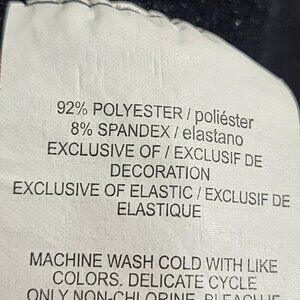 92% POLYESTER / poliéster
8% SPANDEX / elastano
EXCLUSIVE OF / EXCLUSIF DE
DECORATION
EXCLUSIVE OF ELASTIC / EXCLUSIF DE
ELASTIQUE
MACHINE WASH COLD WITH LIKE
COLORS. DELICATE CYCLE
ONLY NON-CHLORINE BLEACH IF